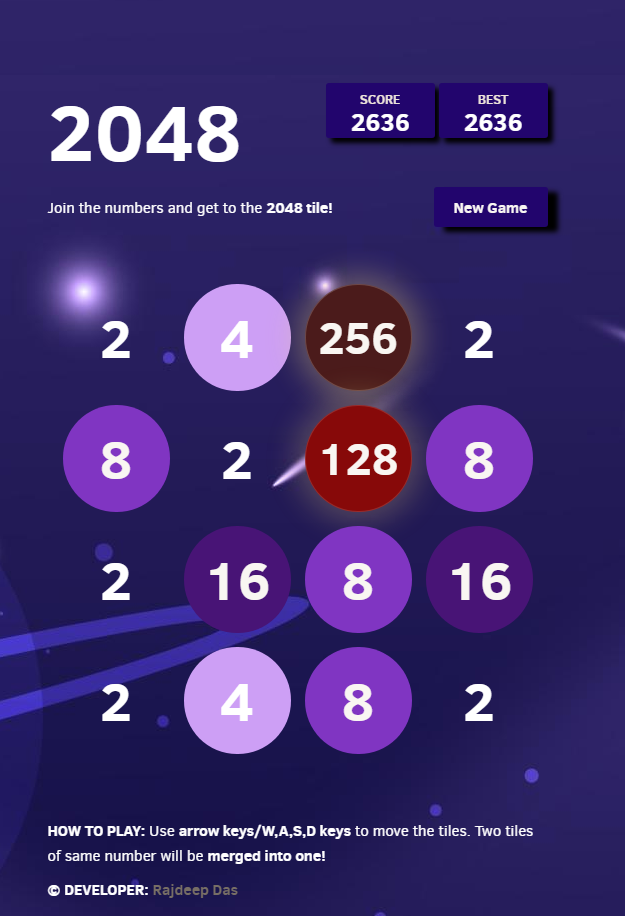 2048
SCORE
2636
BEST
2636
Join the numbers and get to the 2048 tile!
New Game
2 4 256 2
8 2 128 8
2 16 8 16
2 4 8 2
HOW TO PLAY: Use arrow keys/W,A,S,D keys to move the tiles. Two tiles
of same number will be merged into one!
© DEVELOPER: Rajdeep Das